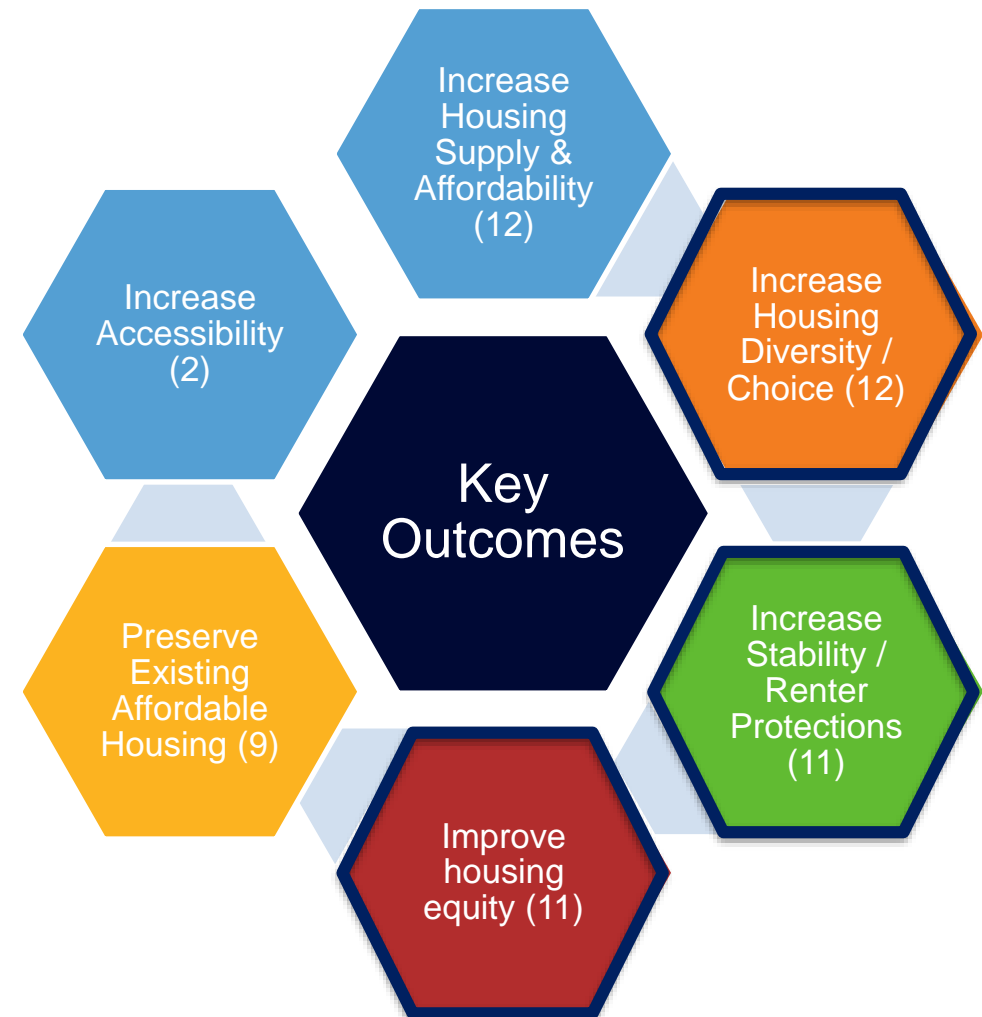 Increase
Housing
Supply &
Affordability
(12)
Increase
Housing
Diversity /
Choice (12)
Increase
Stability /
Renter
Protections
(11)
Improve
housing
equity (11)
Preserve
Existing
Affordable
Housing (9)
Increase
Accessibility
(2)
Key
Outcomes